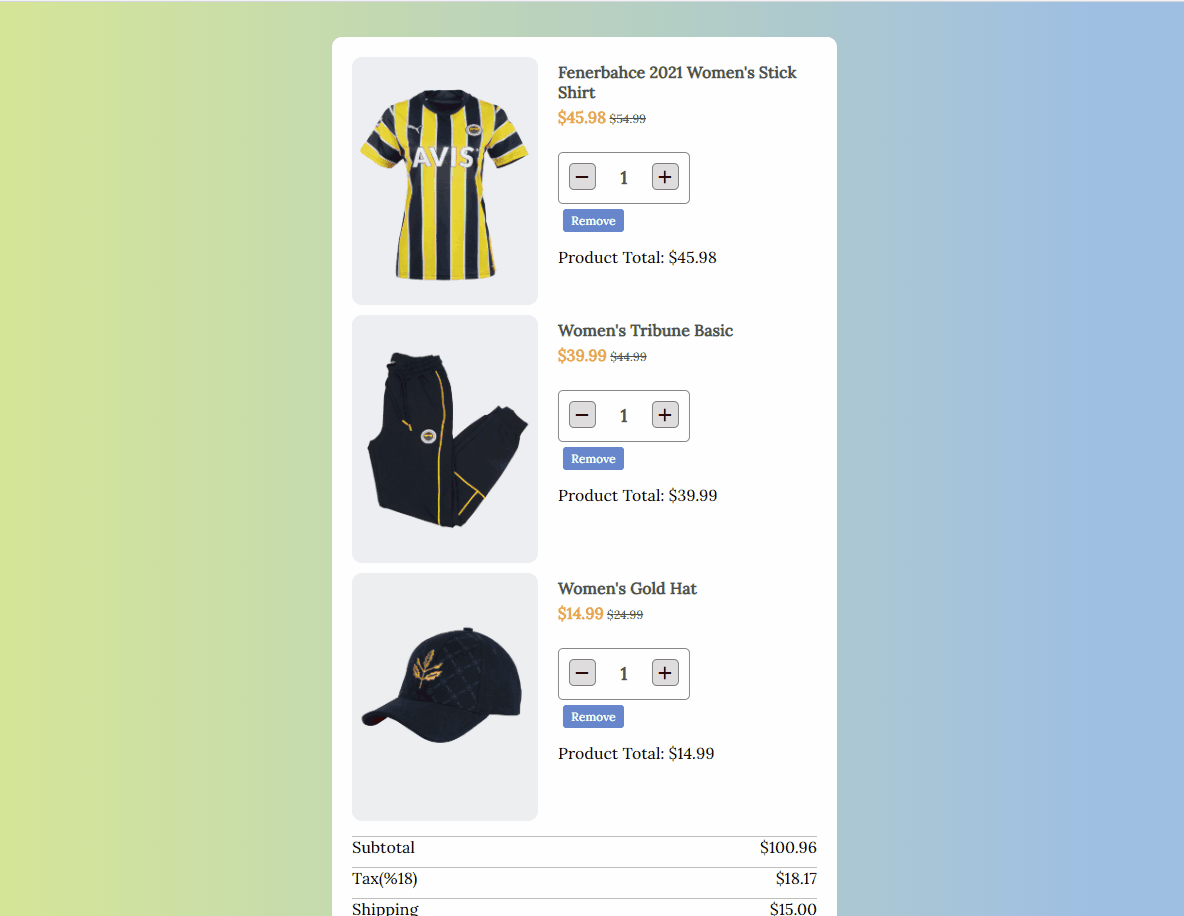 Fenerbahce 2021 Women's Stick
Shirt
$45.98 $54.99
AVIS
− 1 +
Remove
Product Total: $45.98
Women's Tribune Basic
$39.99 $44.99
− 1 +
Remove
Product Total: $39.99
Women's Gold Hat
$14.99 $24.99
− 1 +
Remove
Product Total: $14.99
Subtotal $100.96
Tax(%18) $18.17
Shipping $15.00